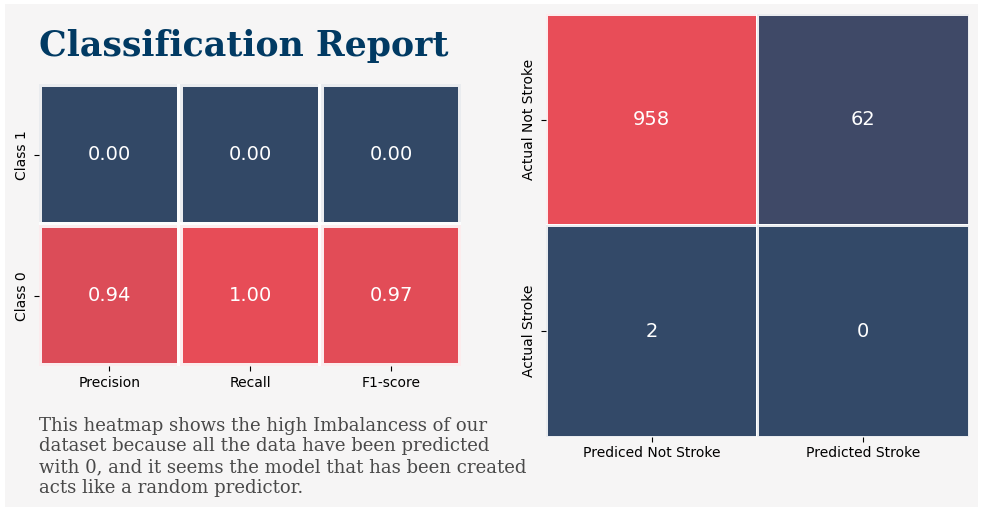 Classification Report
Class 1
0.00 0.00 0.00
Class 0
0.94 1.00 0.97
Precision Recall F1-score
This heatmap shows the high Imbalancess of our
dataset because all the data have been predicted
with 0, and it seems the model that has been created
acts like a random predictor.
Actual Not Stroke
958 62
Actual Stroke
2 0
Prediced Not Stroke Predicted Stroke